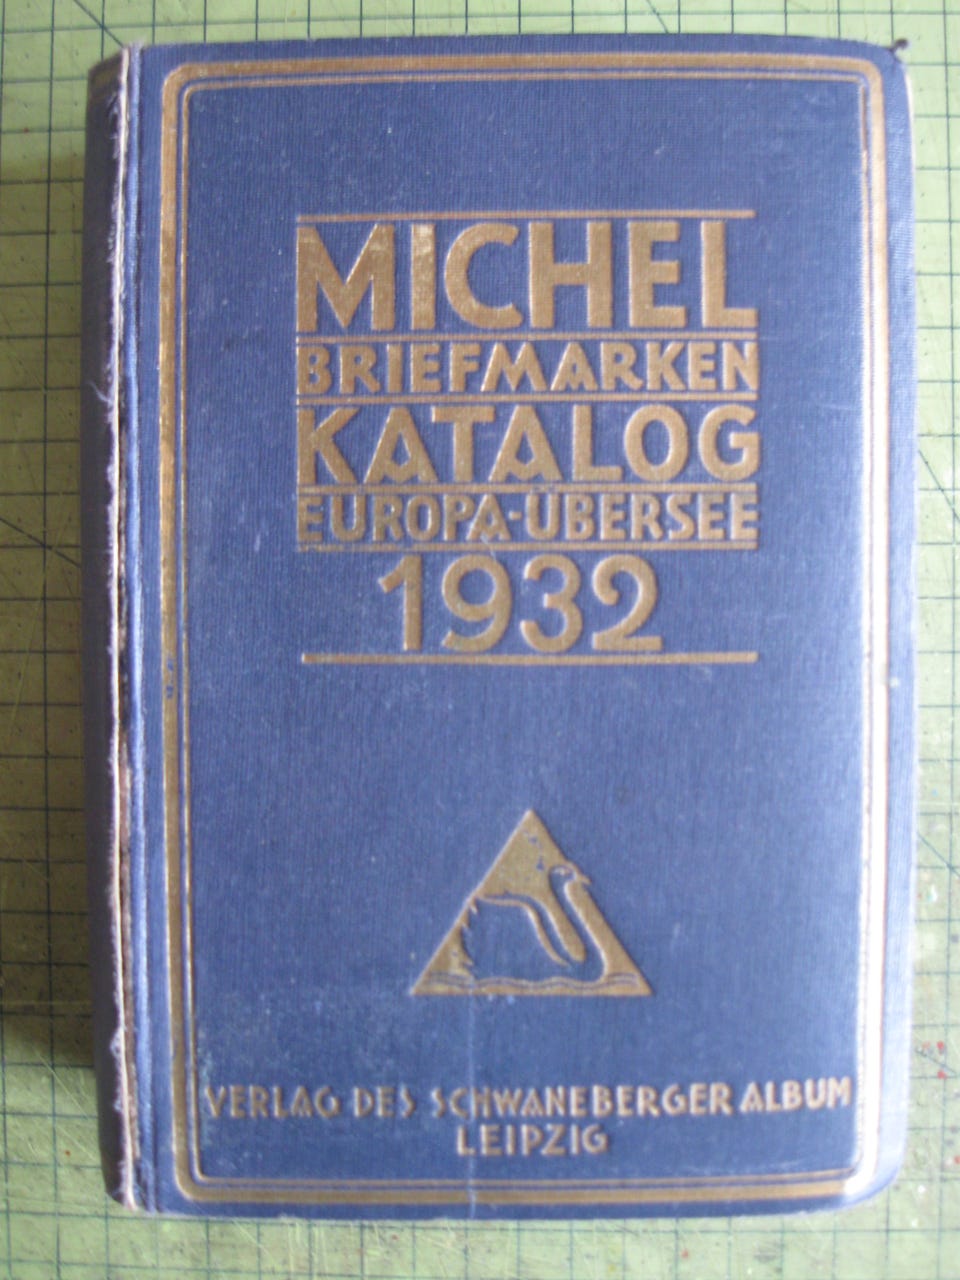 MICHEL
BRIEFMARKEN
KATALOG
EUROPA-ÜBERSEE
1932
VERLAG DES SCHWANEBERGER ALBUM
LEIPZIG